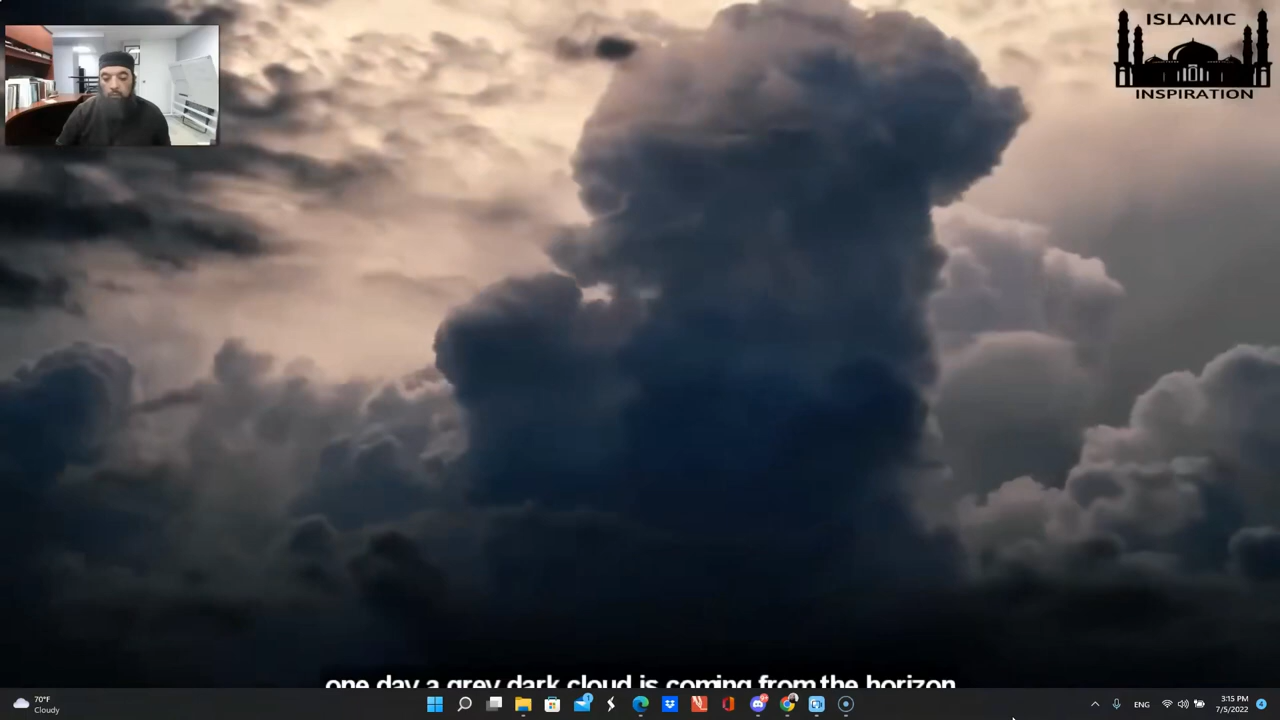 ISLAMIC
INSPIRATION
one day a grey dark cloud is coming from the horizon
70°F
Cloudy
ENG
3:15 PM
7/5/2022
4